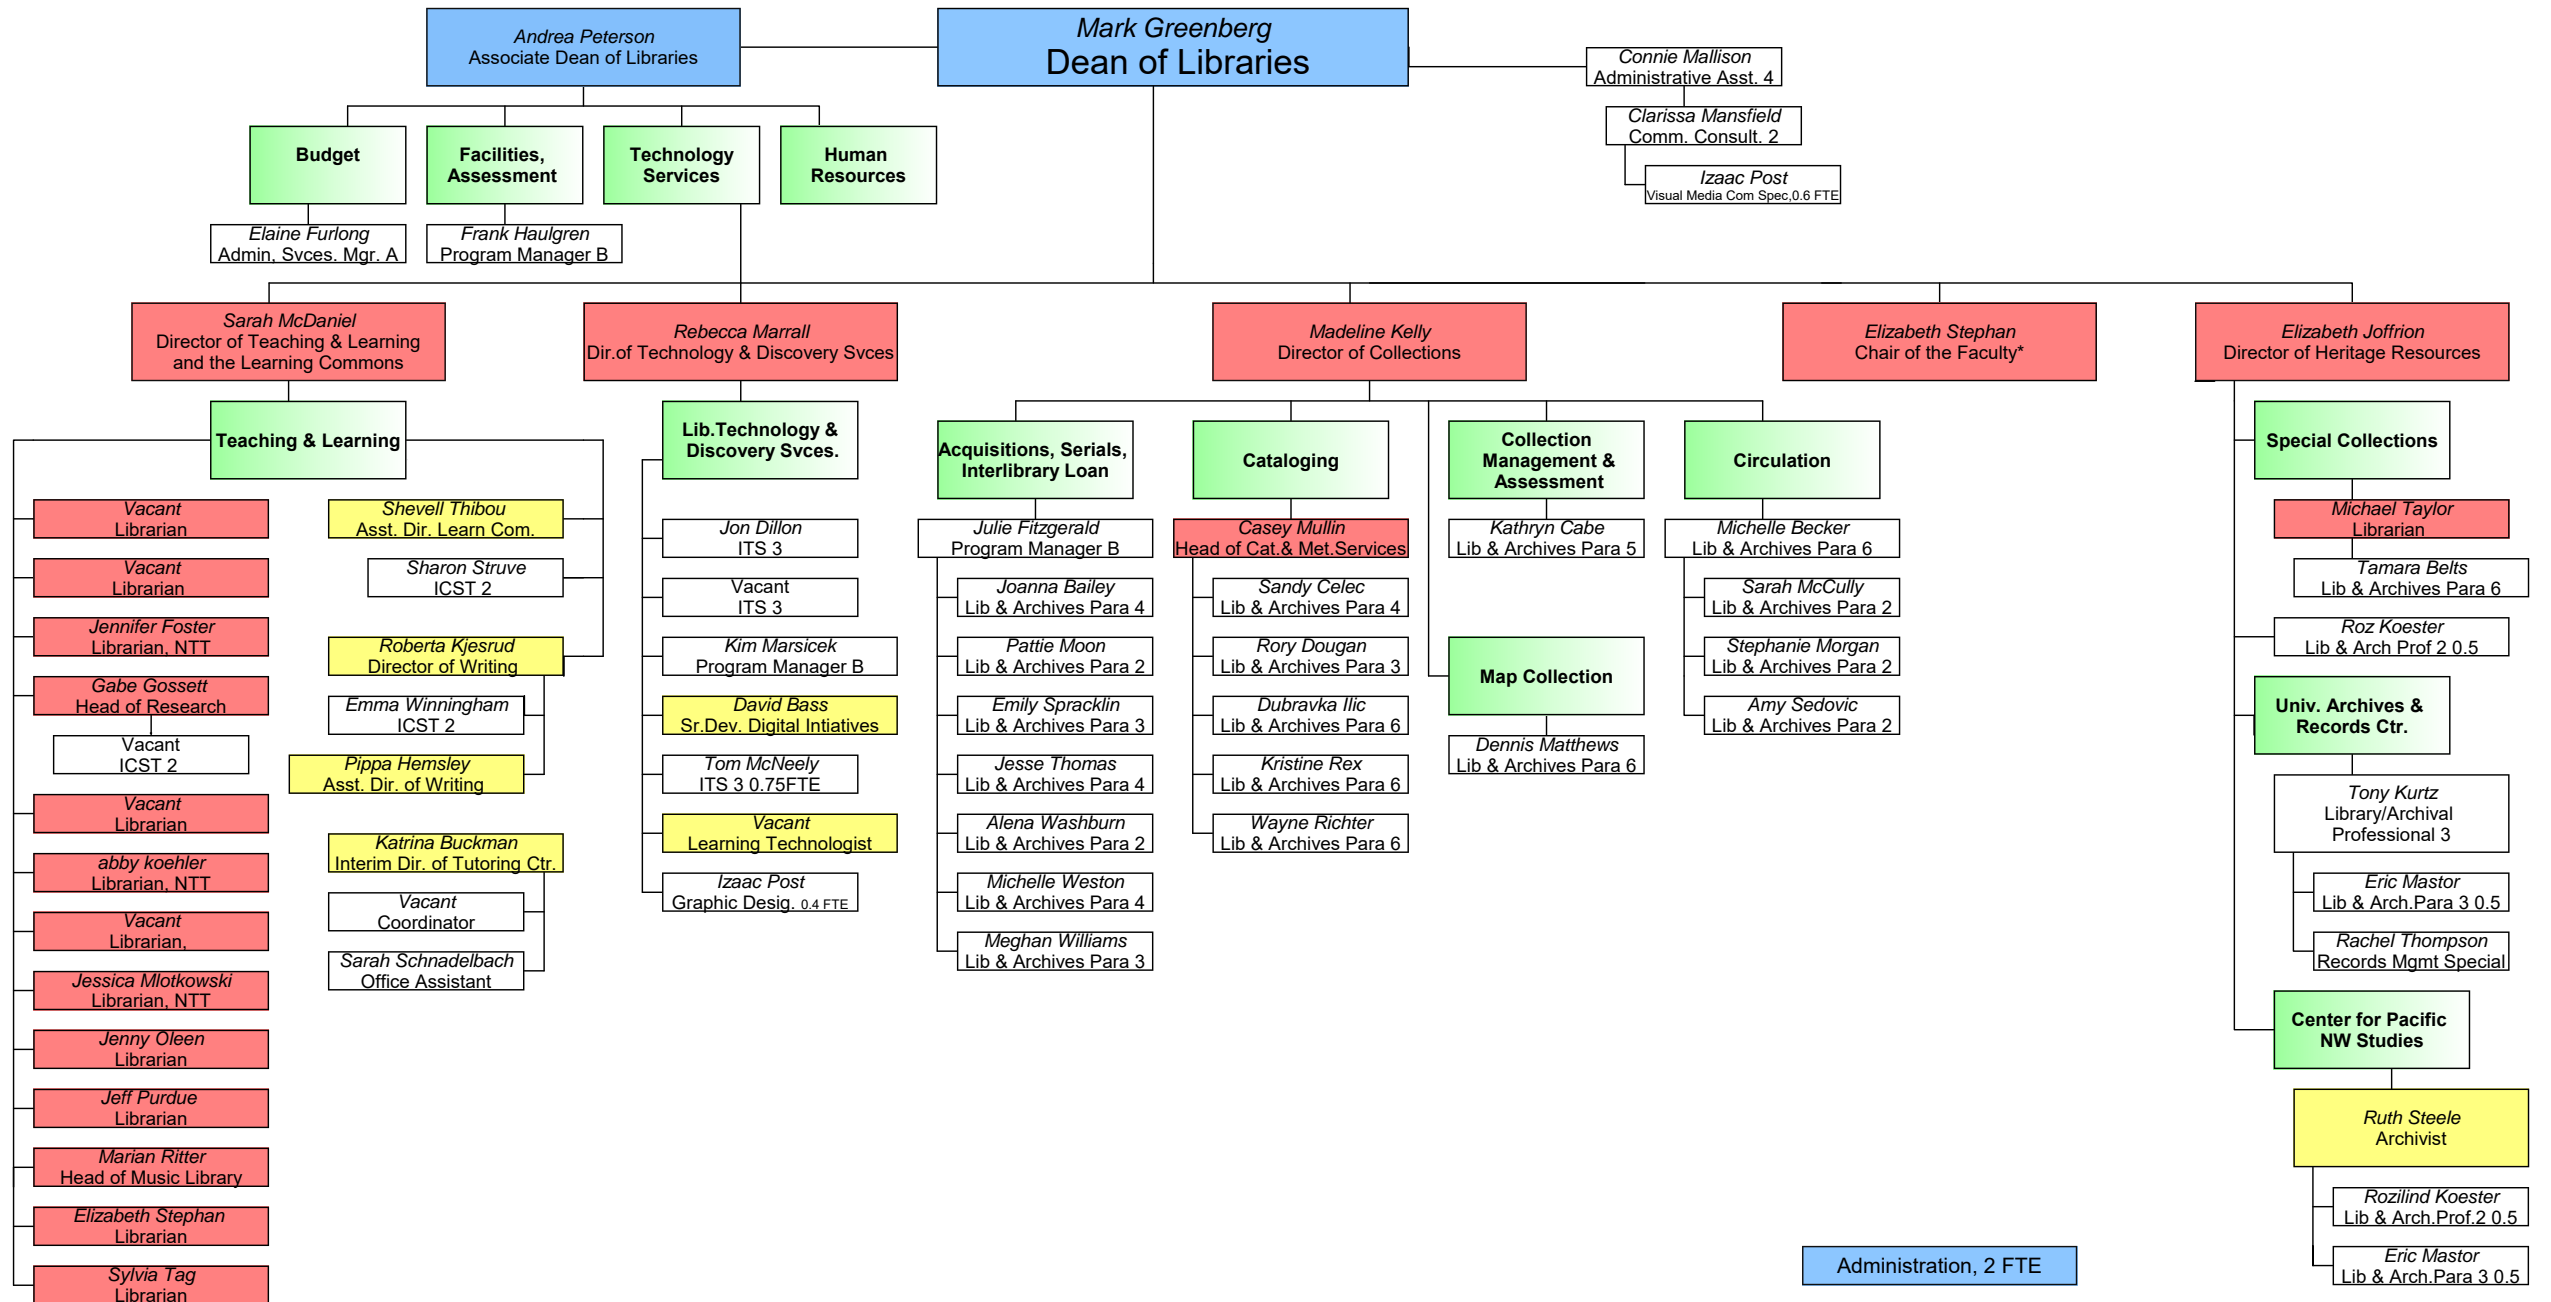 Andrea Peterson
Associate Dean of Libraries
Mark Greenberg
Dean of Libraries
Connie Mallison
Administrative Asst. 4
Clarissa Mansfield
Comm. Consult. 2
Izaac Post
Visual Media Com Spec,0.6 FTE
Budget
Facilities,
Assessment
Technology
Services
Human
Resources
Elaine Furlong
Admin, Svces. Mgr. A
Frank Haulgren
Program Manager B
Sarah McDaniel
Director of Teaching & Learning
and the Learning Commons
Rebecca Marrall
Dir.of Technology & Discovery Svces
Madeline Kelly
Director of Collections
Elizabeth Stephan
Chair of the Faculty*
Elizabeth Joffrion
Director of Heritage Resources
Teaching & Learning
Vacant
Librarian
Vacant
Librarian
Jennifer Foster
Librarian, NTT
Gabe Gossett
Head of Research
Vacant
ICST 2
Vacant
Librarian
abby koehler
Librarian, NTT
Vacant
Librarian,
Jessica Mlotkowski
Librarian, NTT
Jenny Oleen
Librarian
Jeff Purdue
Librarian
Marian Ritter
Head of Music Library
Elizabeth Stephan
Librarian
Sylvia Tag
Librarian
Shevell Thibou
Asst. Dir. Learn Com.
Sharon Struve
ICST 2
Roberta Kjesrud
Director of Writing
Emma Winningham
ICST 2
Pippa Hemsley
Asst. Dir. of Writing
Katrina Buckman
Interim Dir. of Tutoring Ctr.
Vacant
Coordinator
Sarah Schnadelbach
Office Assistant
Lib.Technology &
Discovery Svces.
Jon Dillon
ITS 3
Vacant
ITS 3
Kim Marsicek
Program Manager B
David Bass
Sr.Dev. Digital Intiatives
Tom McNeely
ITS 3 0.75FTE
Vacant
Learning Technologist
Izaac Post
Graphic Desig. 0.4 FTE
Acquisitions, Serials,
Interlibrary Loan
Julie Fitzgerald
Program Manager B
Joanna Bailey
Lib & Archives Para 4
Pattie Moon
Lib & Archives Para 2
Emily Spracklin
Lib & Archives Para 3
Jesse Thomas
Lib & Archives Para 4
Alena Washburn
Lib & Archives Para 2
Michelle Weston
Lib & Archives Para 4
Meghan Williams
Lib & Archives Para 3
Cataloging
Casey Mullin
Head of Cat.& Met.Services
Sandy Celec
Lib & Archives Para 4
Rory Dougan
Lib & Archives Para 3
Dubravka Ilic
Lib & Archives Para 6
Kristine Rex
Lib & Archives Para 6
Wayne Richter
Lib & Archives Para 6
Collection
Management &
Assessment
Kathryn Cabe
Lib & Archives Para 5
Map Collection
Dennis Matthews
Lib & Archives Para 6
Circulation
Michelle Becker
Lib & Archives Para 6
Sarah McCully
Lib & Archives Para 2
Stephanie Morgan
Lib & Archives Para 2
Amy Sedovic
Lib & Archives Para 2
Special Collections
Michael Taylor
Librarian
Tamara Belts
Lib & Archives Para 6
Roz Koester
Lib & Arch Prof 2 0.5
Univ. Archives &
Records Ctr.
Tony Kurtz
Library/Archival
Professional 3
Eric Mastor
Lib & Arch.Para 3 0.5
Rachel Thompson
Records Mgmt Special
Center for Pacific
NW Studies
Ruth Steele
Archivist
Rozilind Koester
Lib & Arch.Prof.2 0.5
Eric Mastor
Lib & Arch.Para 3 0.5
Administration, 2 FTE